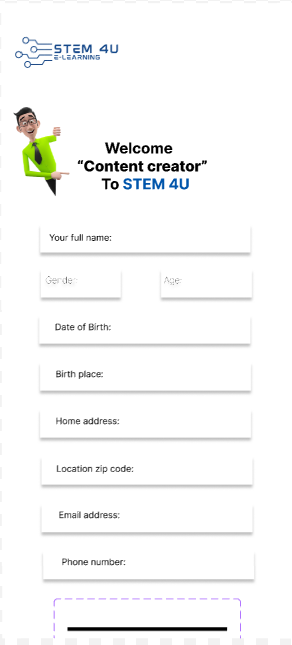 STEM 4U
E-LEARNING
Welcome
“Content creator”
To STEM 4U
Your full name:
Gender:
Age:
Date of Birth:
Birth place:
Home address:
Location zip code:
Email address:
Phone number: